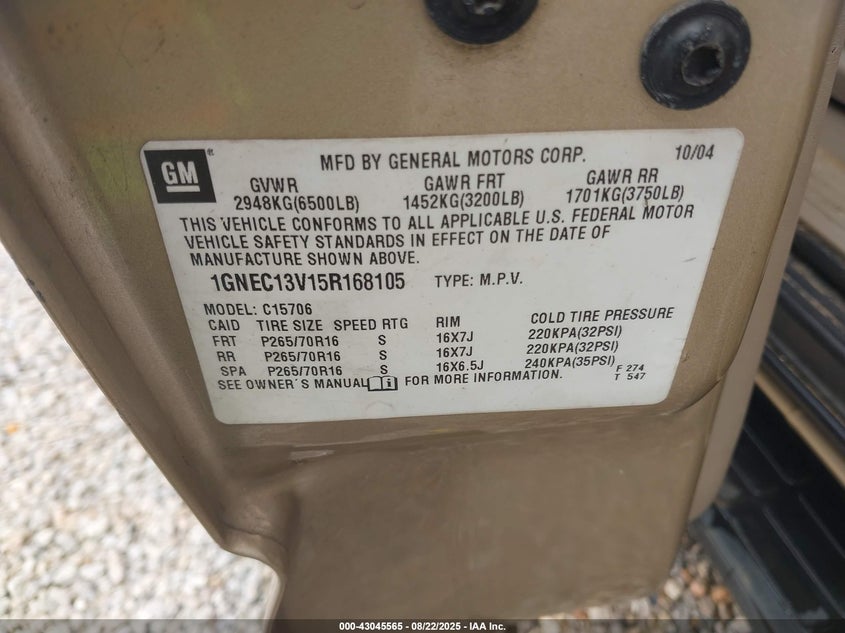 GM
MFD BY GENERAL MOTORS CORP. 10/04
GVWR GAWR FRT GAWR RR
2948KG(6500LB) 1452KG(3200LB) 1701KG(3750LB)
THIS VEHICLE CONFORMS TO ALL APPLICABLE U.S. FEDERAL MOTOR
VEHICLE SAFETY STANDARDS IN EFFECT ON THE DATE OF
MANUFACTURE SHOWN ABOVE.
1GNEC13V15R168105 TYPE: M.P.V.
MODEL: C15706
CAID TIRE SIZE SPEED RTG RIM COLD TIRE PRESSURE
FRT P265/70R16 S 16X7J 220KPA(32PSI)
RR P265/70R16 S 16X7J 220KPA(32PSI)
SPA P265/70R16 S 16X6.5J 240KPA(35PSI)
SEE OWNER'S MANUAL FOR MORE INFORMATION.
F 274
T 547
000-43045565 - 08/22/2025 - IAA Inc.